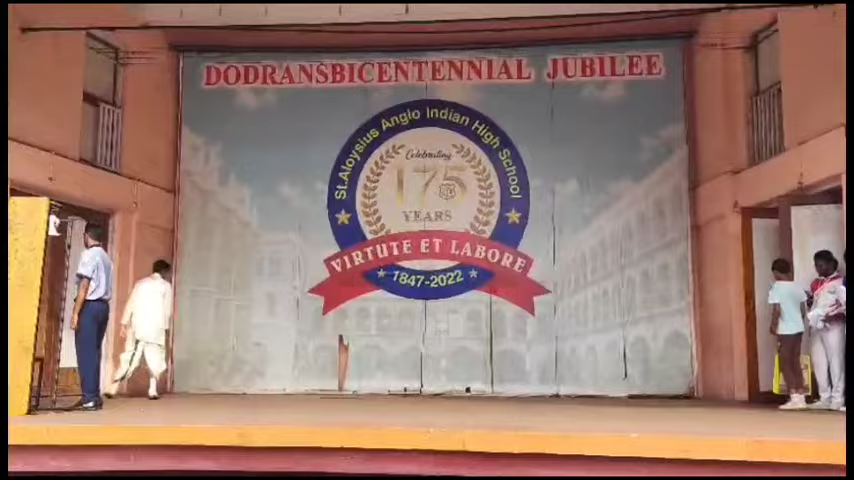 DODRANSBICENTENNIAL JUBILEE
St.Aloysius Anglo Indian High School
Celebrating
175
YEARS
VIRTUTE ET LABORE
1847-2022